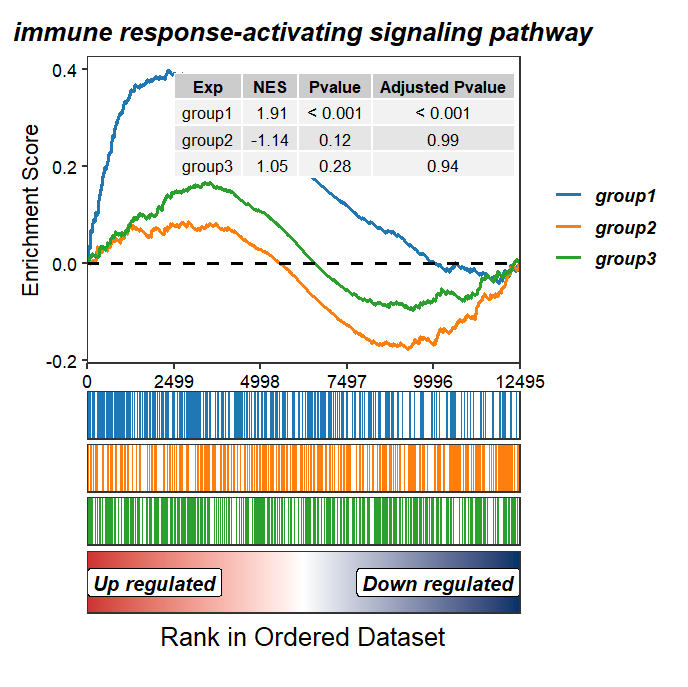 immune response-activating signaling pathway
Enrichment Score
0.4
0.2
0.0
-0.2
Exp NES Pvalue Adjusted Pvalue
group1 1.91 < 0.001 < 0.001
group2 -1.14 0.12 0.99
group3 1.05 0.28 0.94
group1
group2
group3
0 2499 4998 7497 9996 12495
Up regulated Down regulated
Rank in Ordered Dataset